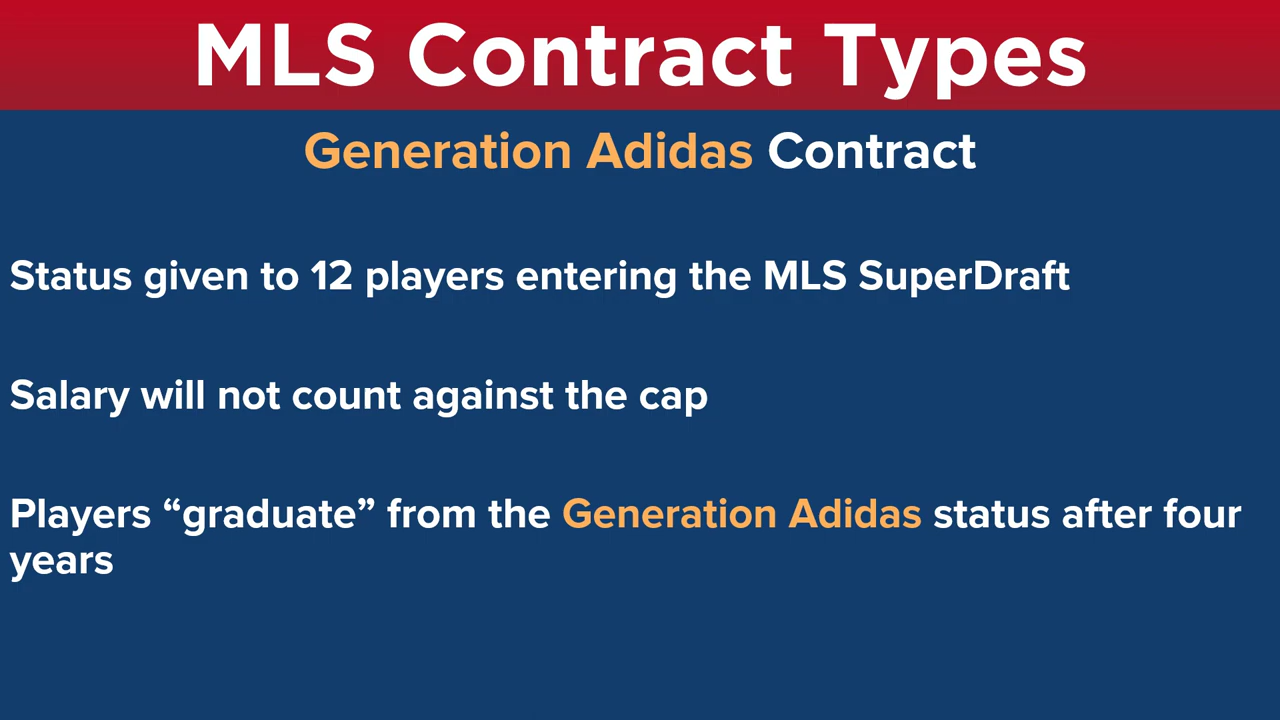 MLS Contract Types
Generation Adidas Contract
Status given to 12 players entering the MLS SuperDraft
Salary will not count against the cap
Players “graduate” from the Generation Adidas status after four
years